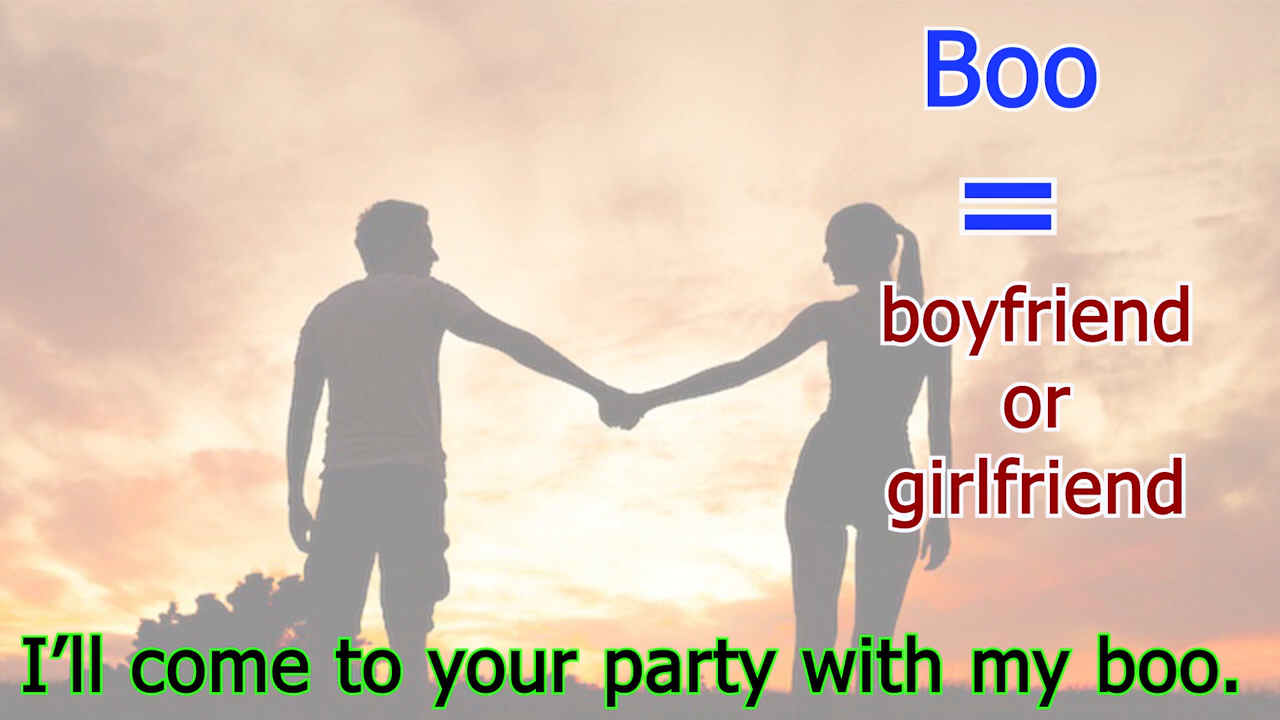 Boo
=
boyfriend
or
girlfriend
I’ll come to your party with my boo.